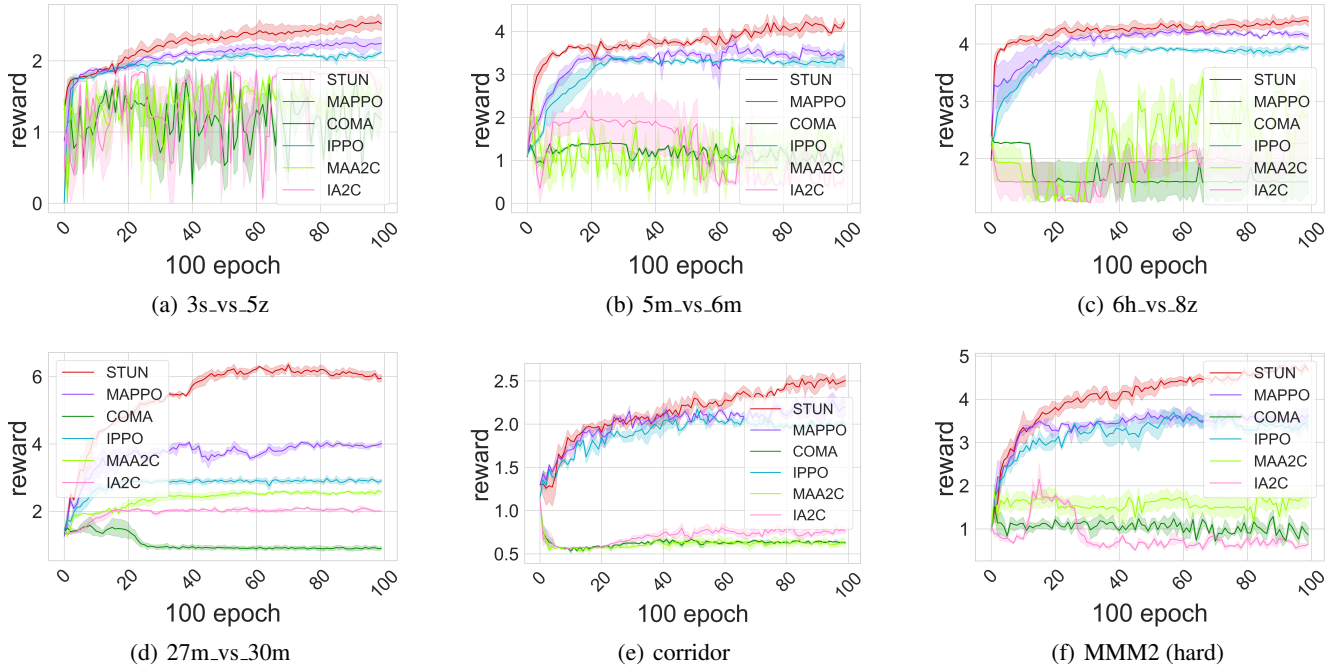 reward
2
1
0
STUN
MAPPO
COMA
IPPO
MAA2C
IA2C
0
20
40
60
80
100
100 epoch
(a) 3s_vs_5z
reward
5
4
3
2
1
0
STUN
MAPPO
COMA
IPPO
MAA2C
IA2C
0
20
40
60
80
100
100 epoch
(b) 5m_vs_6m
reward
4
3
2
STUN
MAPPO
COMA
IPPO
MAA2C
IA2C
0
20
40
60
80
100
100 epoch
(c) 6h_vs_8z
reward
6
4
2
STUN
MAPPO
COMA
IPPO
MAA2C
IA2C
0
20
40
60
80
100
100 epoch
(d) 27m_vs_30m
reward
2.5
2.0
1.5
1.0
0.5
STUN
MAPPO
COMA
IPPO
MAA2C
IA2C
0
20
40
60
80
100
100 epoch
(e) corridor
reward
5
4
3
2
1
STUN
MAPPO
COMA
IPPO
MAA2C
IA2C
0
20
40
60
80
100
100 epoch
(f) MMM2 (hard)